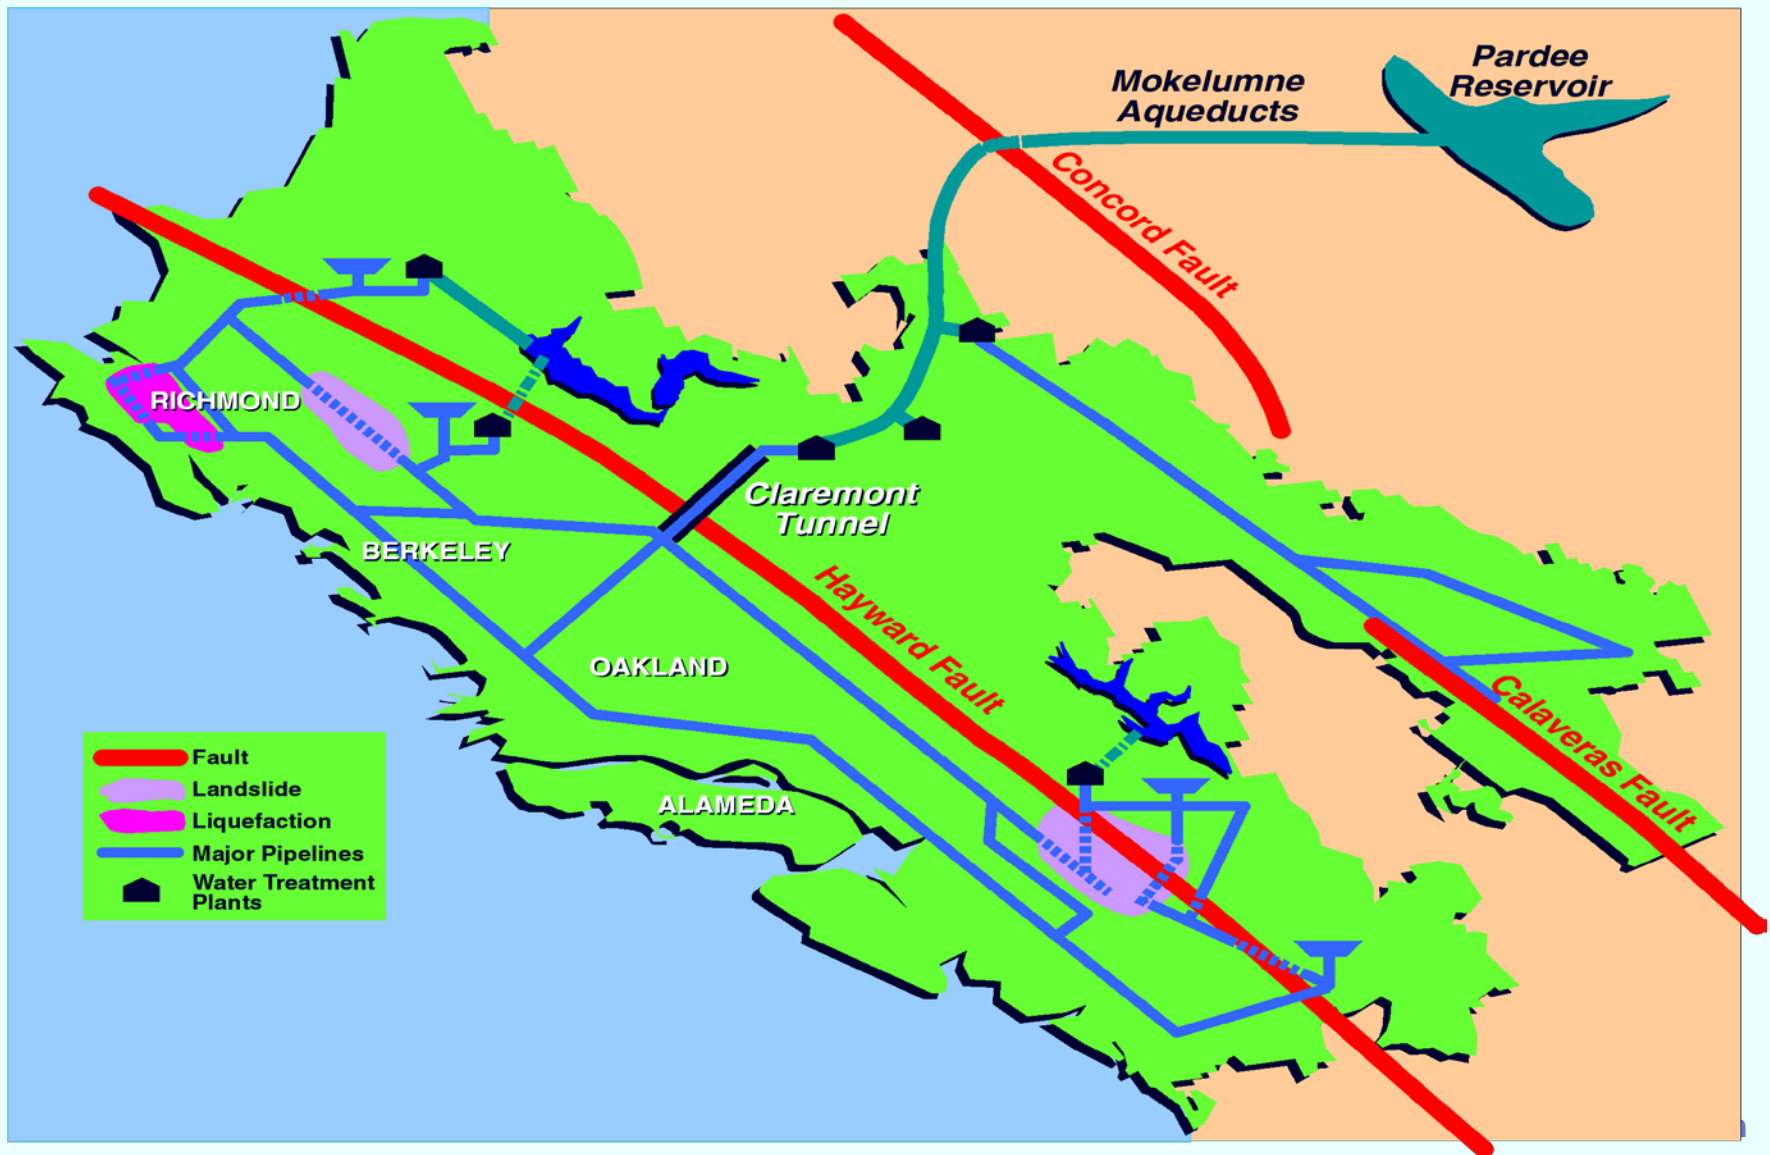 Pardee
Reservoir
Mokelumne
Aqueducts
Concord Fault
RICHMOND
Claremont
Tunnel
BERKELEY
Hayward Fault
OAKLAND
Calaveras Fault
ALAMEDA
Fault
Landslide
Liquefaction
Major Pipelines
Water Treatment
Plants